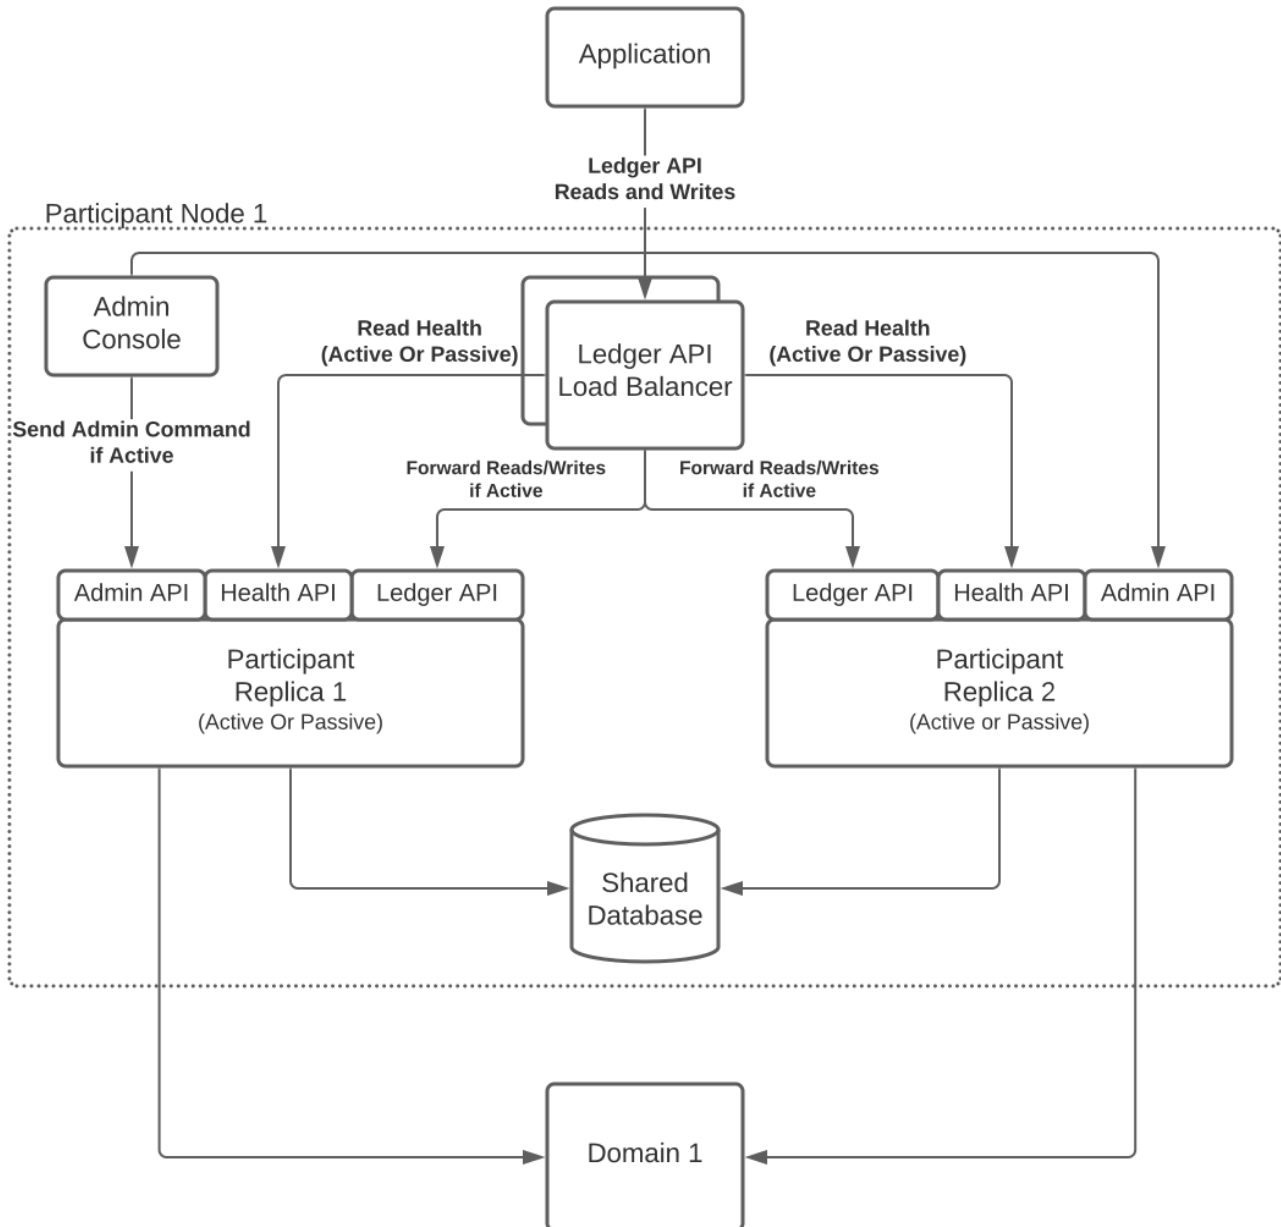 Application
Ledger API
Reads and Writes
Participant Node 1
Admin
Console
Read Health
(Active Or Passive)
Ledger API
Load Balancer
Read Health
(Active Or Passive)
Send Admin Command
if Active
Forward Reads/Writes
if Active
Forward Reads/Writes
if Active
Admin API
Health API
Ledger API
Ledger API
Health API
Admin API
Participant
Replica 1
(Active Or Passive)
Participant
Replica 2
(Active or Passive)
Shared
Database
Domain 1